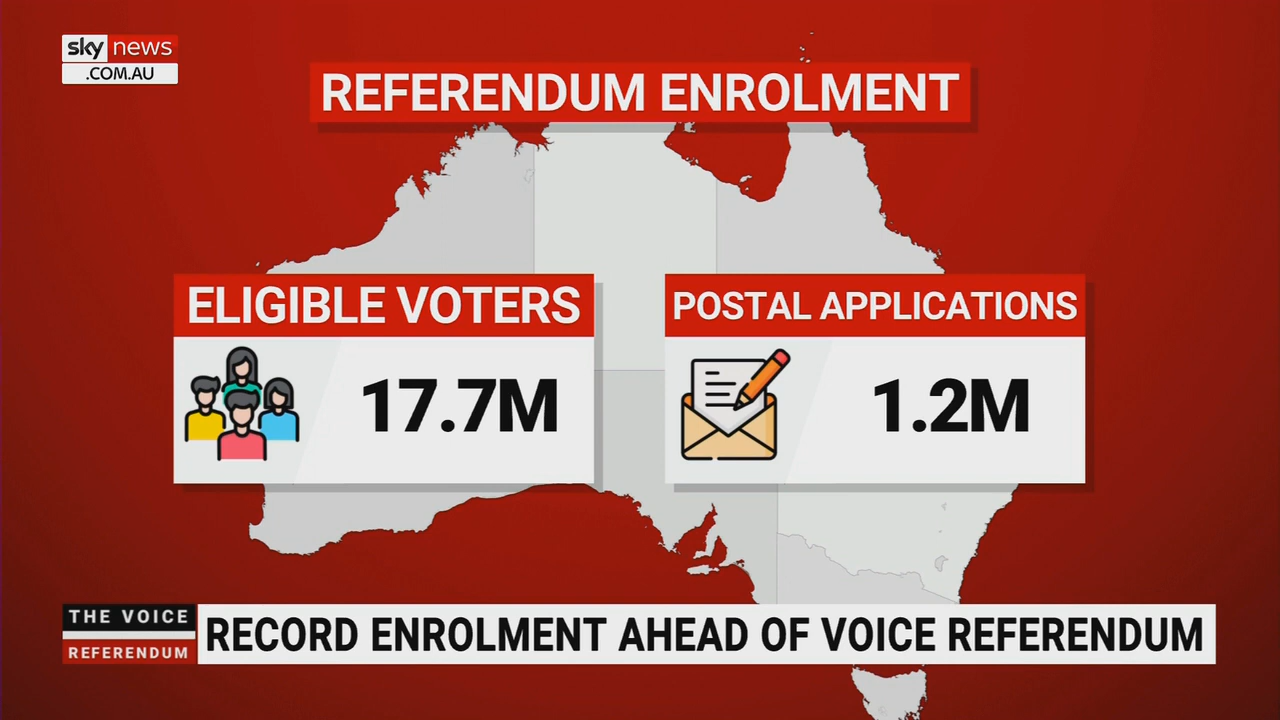 sky news
.COM.AU
REFERENDUM ENROLMENT
ELIGIBLE VOTERS
17.7M
POSTAL APPLICATIONS
1.2M
THE VOICE
REFERENDUM
RECORD ENROLMENT AHEAD OF VOICE REFERENDUM